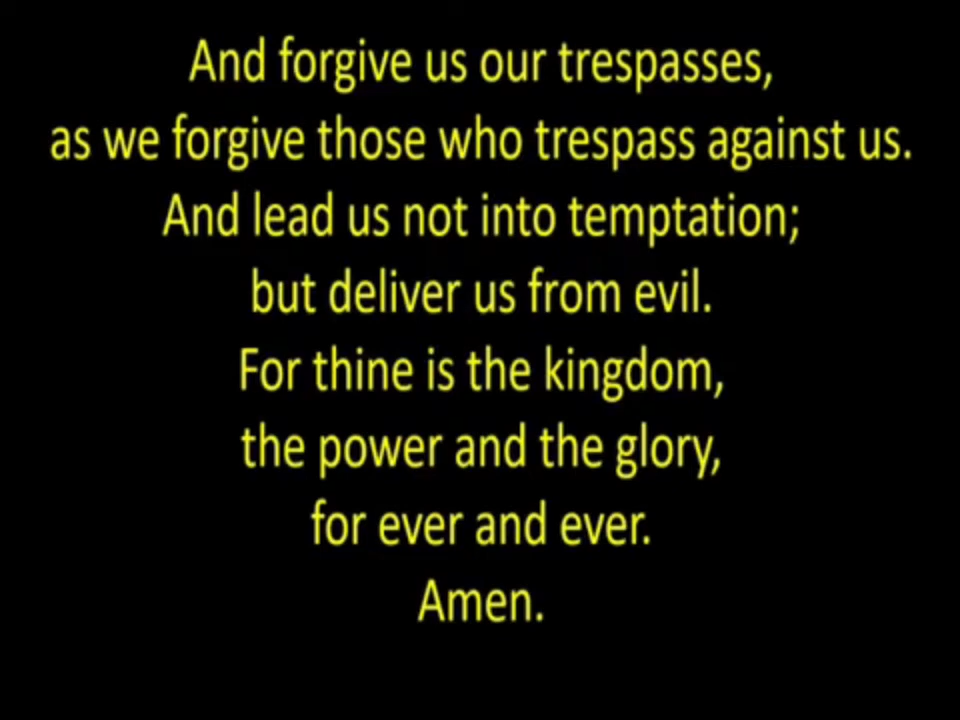 And forgive us our trespasses,
as we forgive those who trespass against us.
And lead us not into temptation;
but deliver us from evil.
For thine is the kingdom,
the power and the glory,
for ever and ever.
Amen.